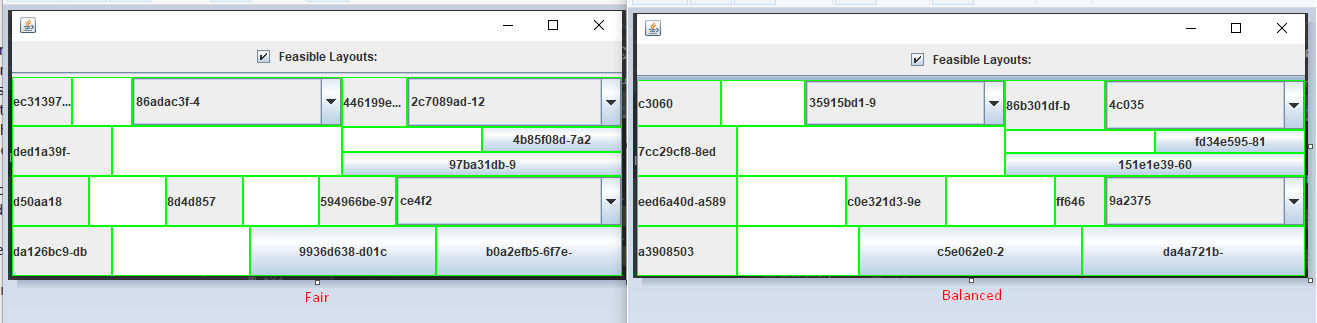 Feasible Layouts:
ec31397... 86adac3f-4 446199e... 2c7089ad-12
4b85f08d-7a2
ded1a39f-
97ba31db-9
d50aa18 8d4d857 594966be-97 ce4f2
da126bc9-db 9936d638-d01c b0a2efb5-6f7e-
Fair
Feasible Layouts:
c3060 35915bd1-9 86b301df-b 4c035
fd34e595-81
7cc29cf8-8ed
151e1e39-60
eed6a40d-a589 c0e321d3-9e ff646 9a2375
a3908503 c5e062e0-2 da4a721b-
Balanced